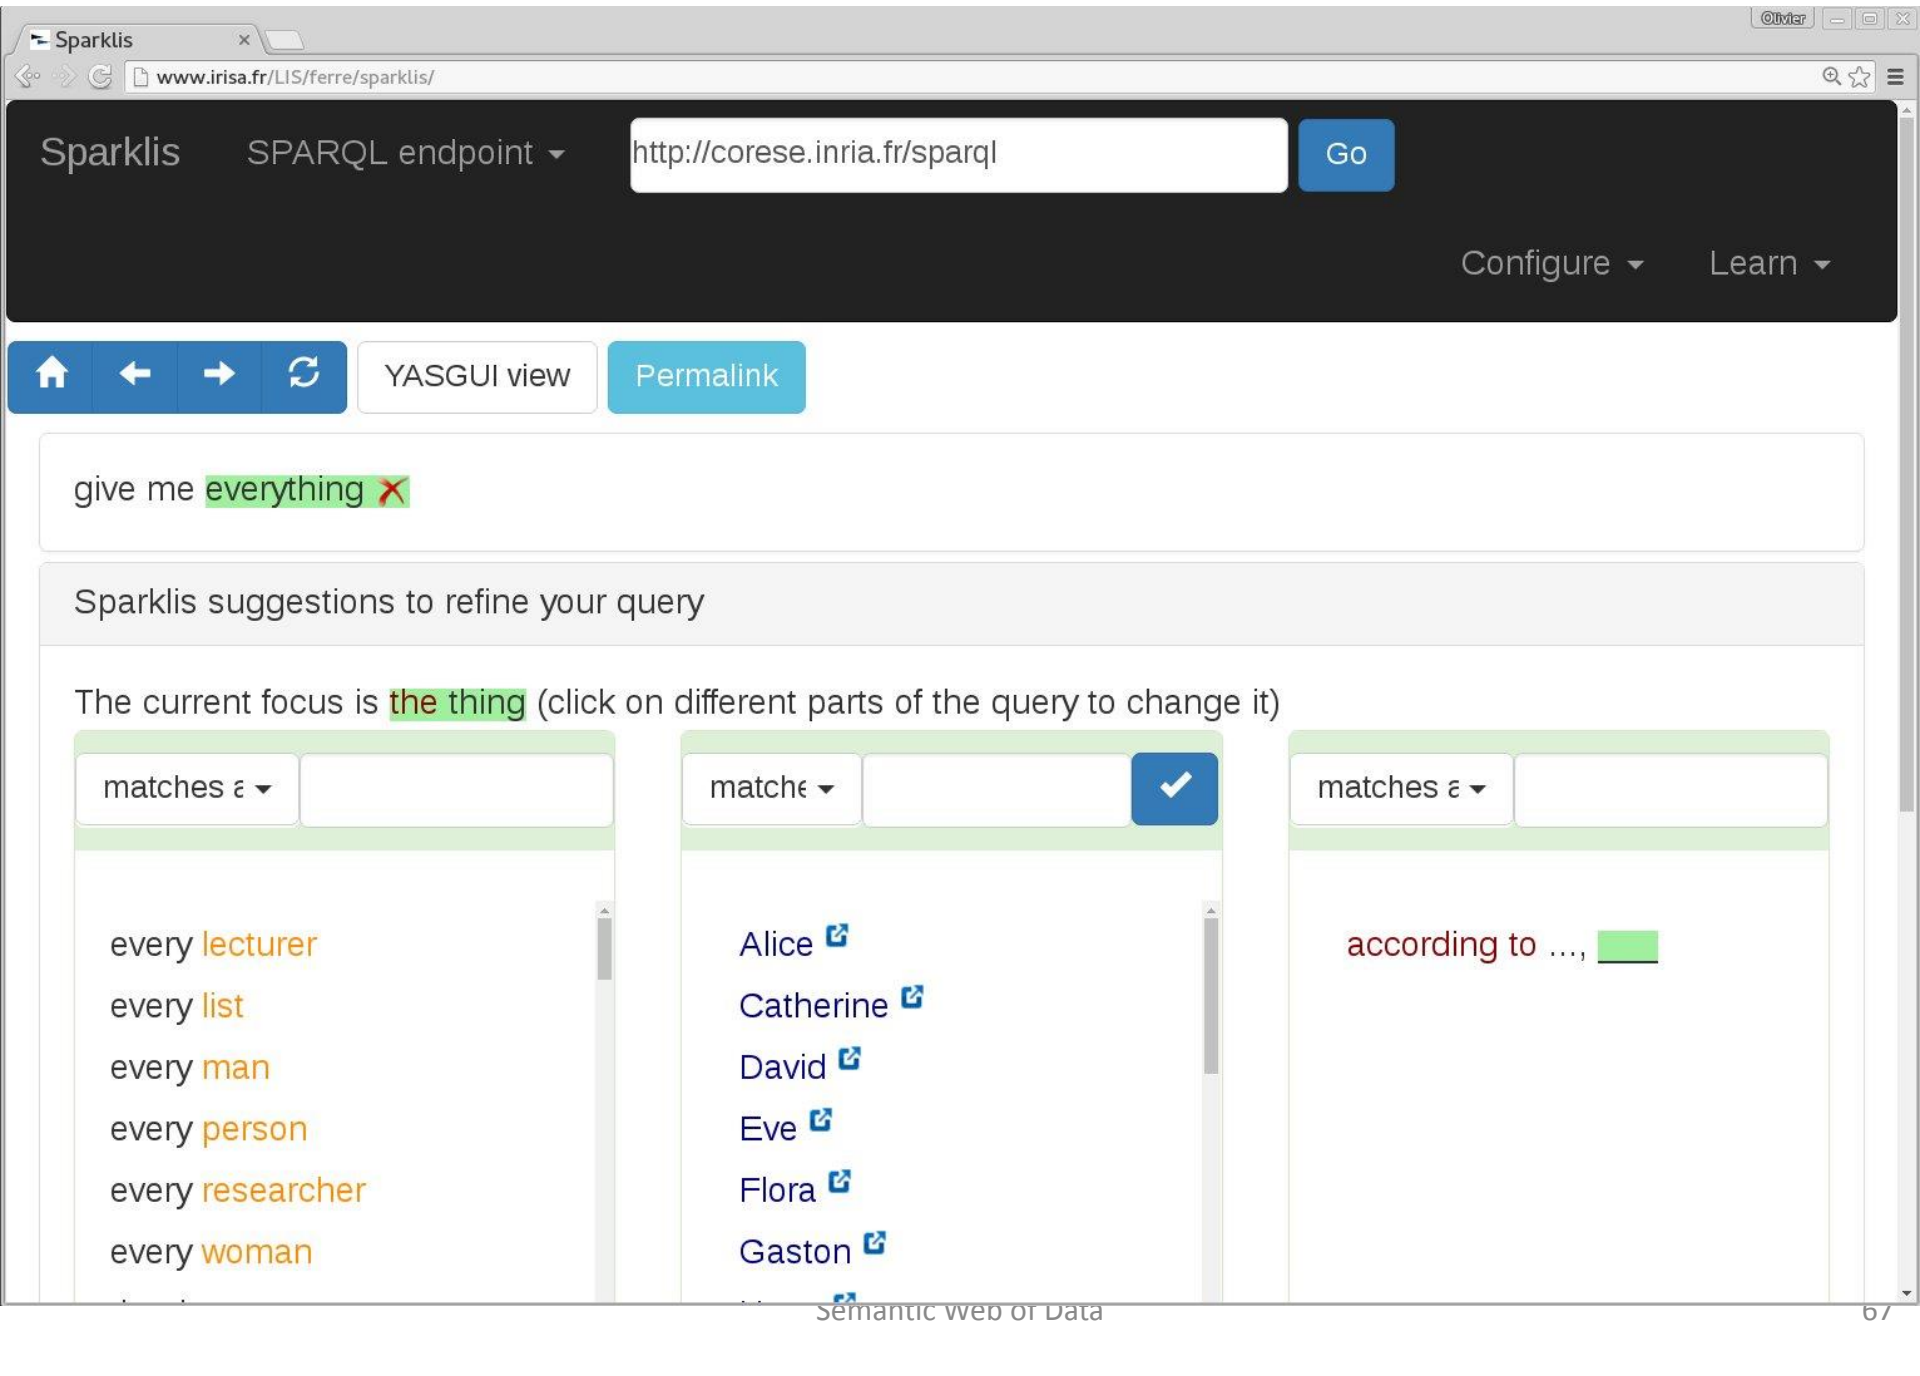 Olivier
Sparklis
www.irisa.fr/LIS/ferre/sparklis/
Sparklis SPARQL endpoint http://corese.inria.fr/sparql Go
Configure Learn
YASGUI view Permalink
give me everything
Sparklis suggestions to refine your query
The current focus is the thing (click on different parts of the query to change it)
matches a matche matches a
every lecturer Alice according to ...,
every list Catherine
every man David
every person Eve
every researcher Flora
every woman Gaston
Semantic Web of Data 67